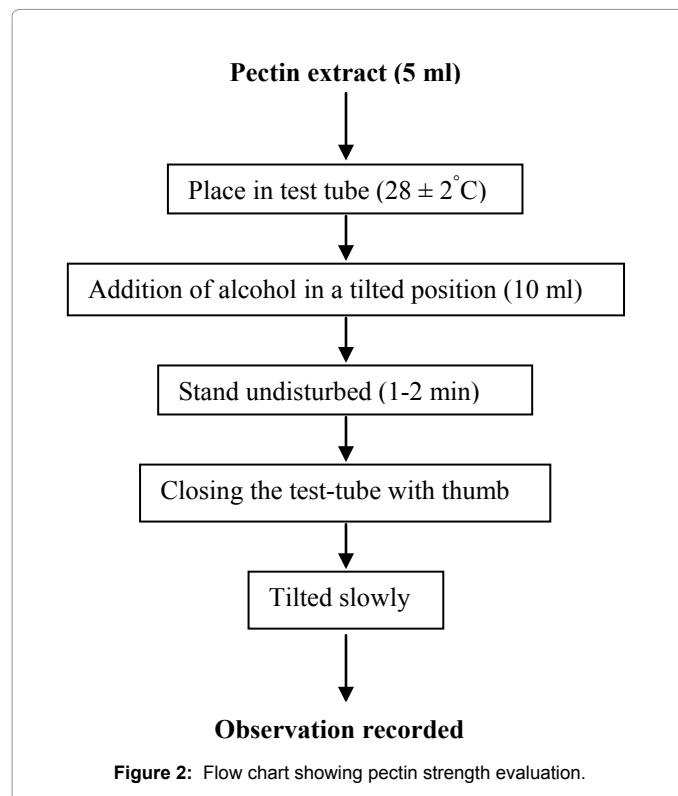 Pectin extract (5 ml)
Place in test tube (28 ± 2°C)
Addition of alcohol in a tilted position (10 ml)
Stand undisturbed (1-2 min)
Closing the test-tube with thumb
Tilted slowly
Observation recorded
Figure 2: Flow chart showing pectin strength evaluation.